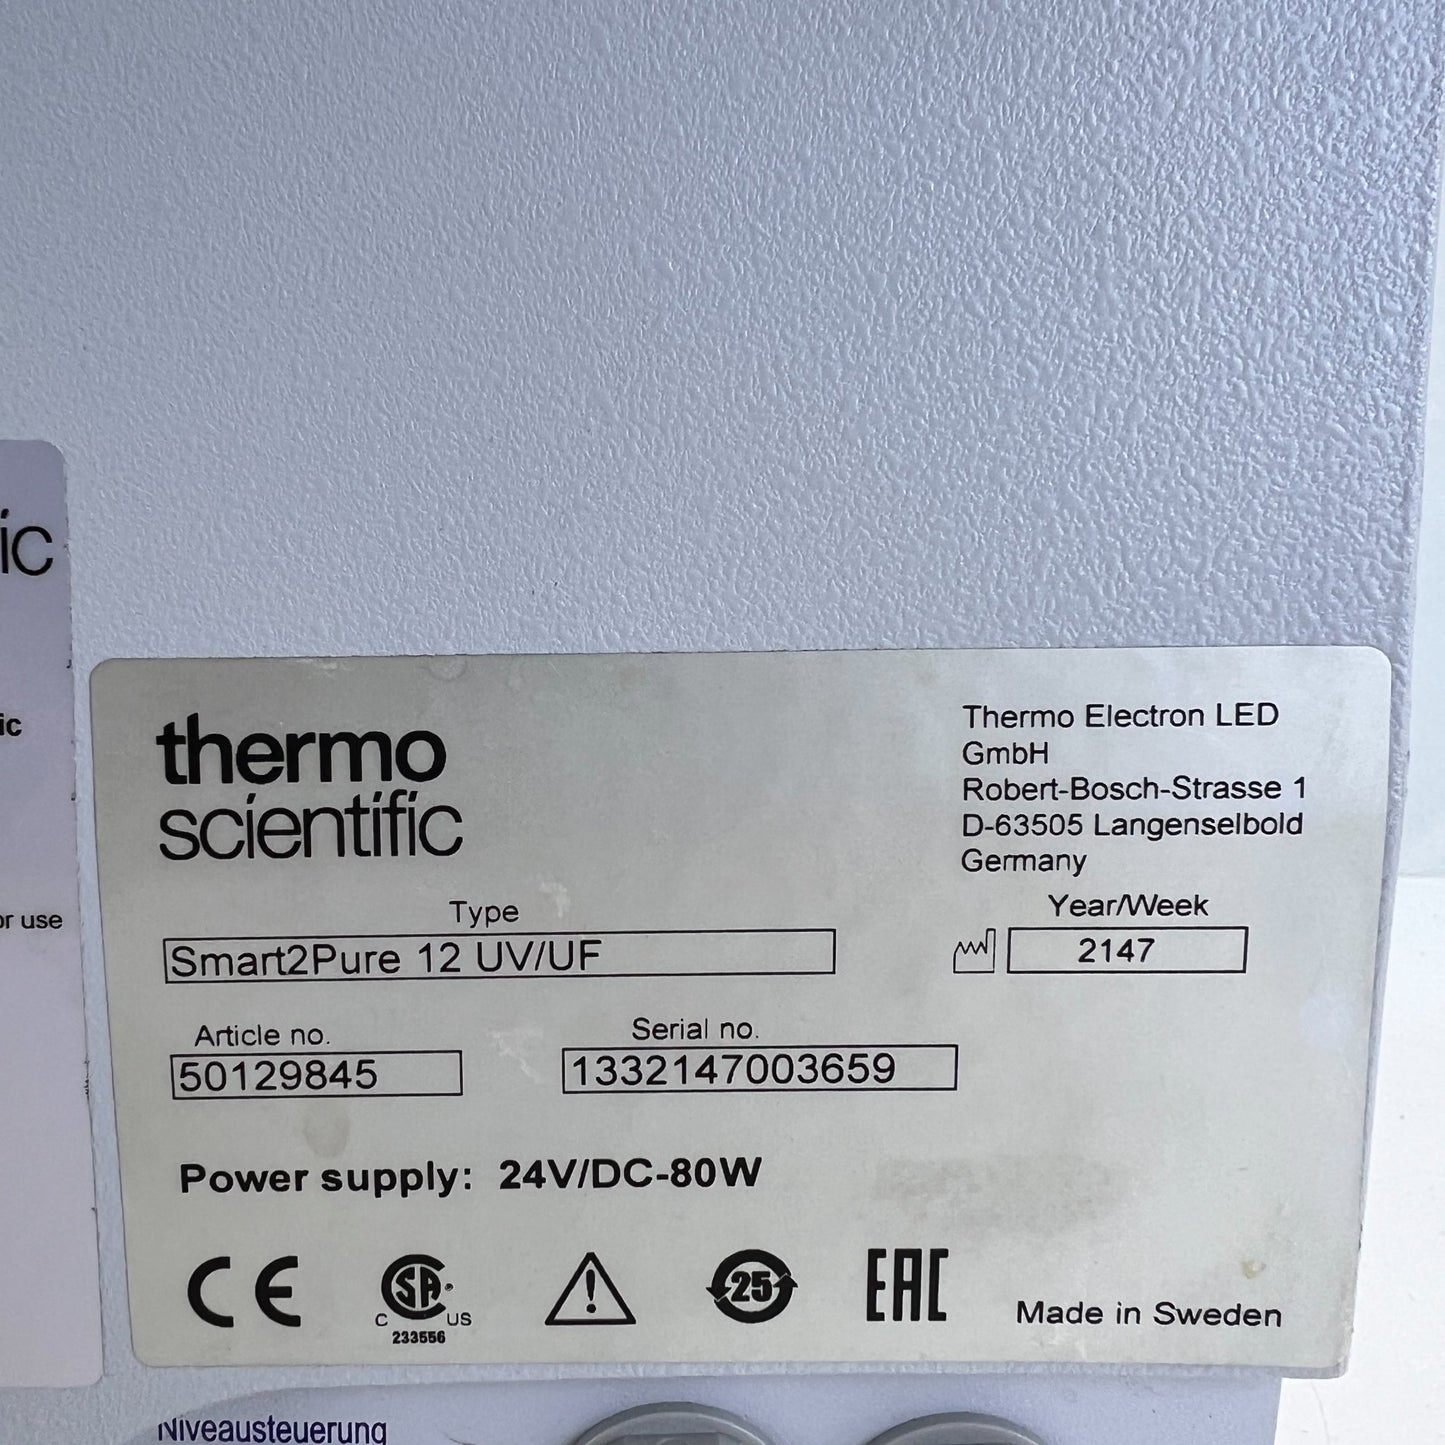 ic
ic
or use
thermo
scientific
Thermo Electron LED
GmbH
Robert-Bosch-Strasse 1
D-63505 Langenselbold
Germany
Type
Smart2Pure 12 UV/UF
Year/Week
2147
Article no.
50129845
Serial no.
1332147003659
Power supply: 24V/DC-80W
CE
C SA US
233556
25
EAC
Made in Sweden
Niveausteuerung